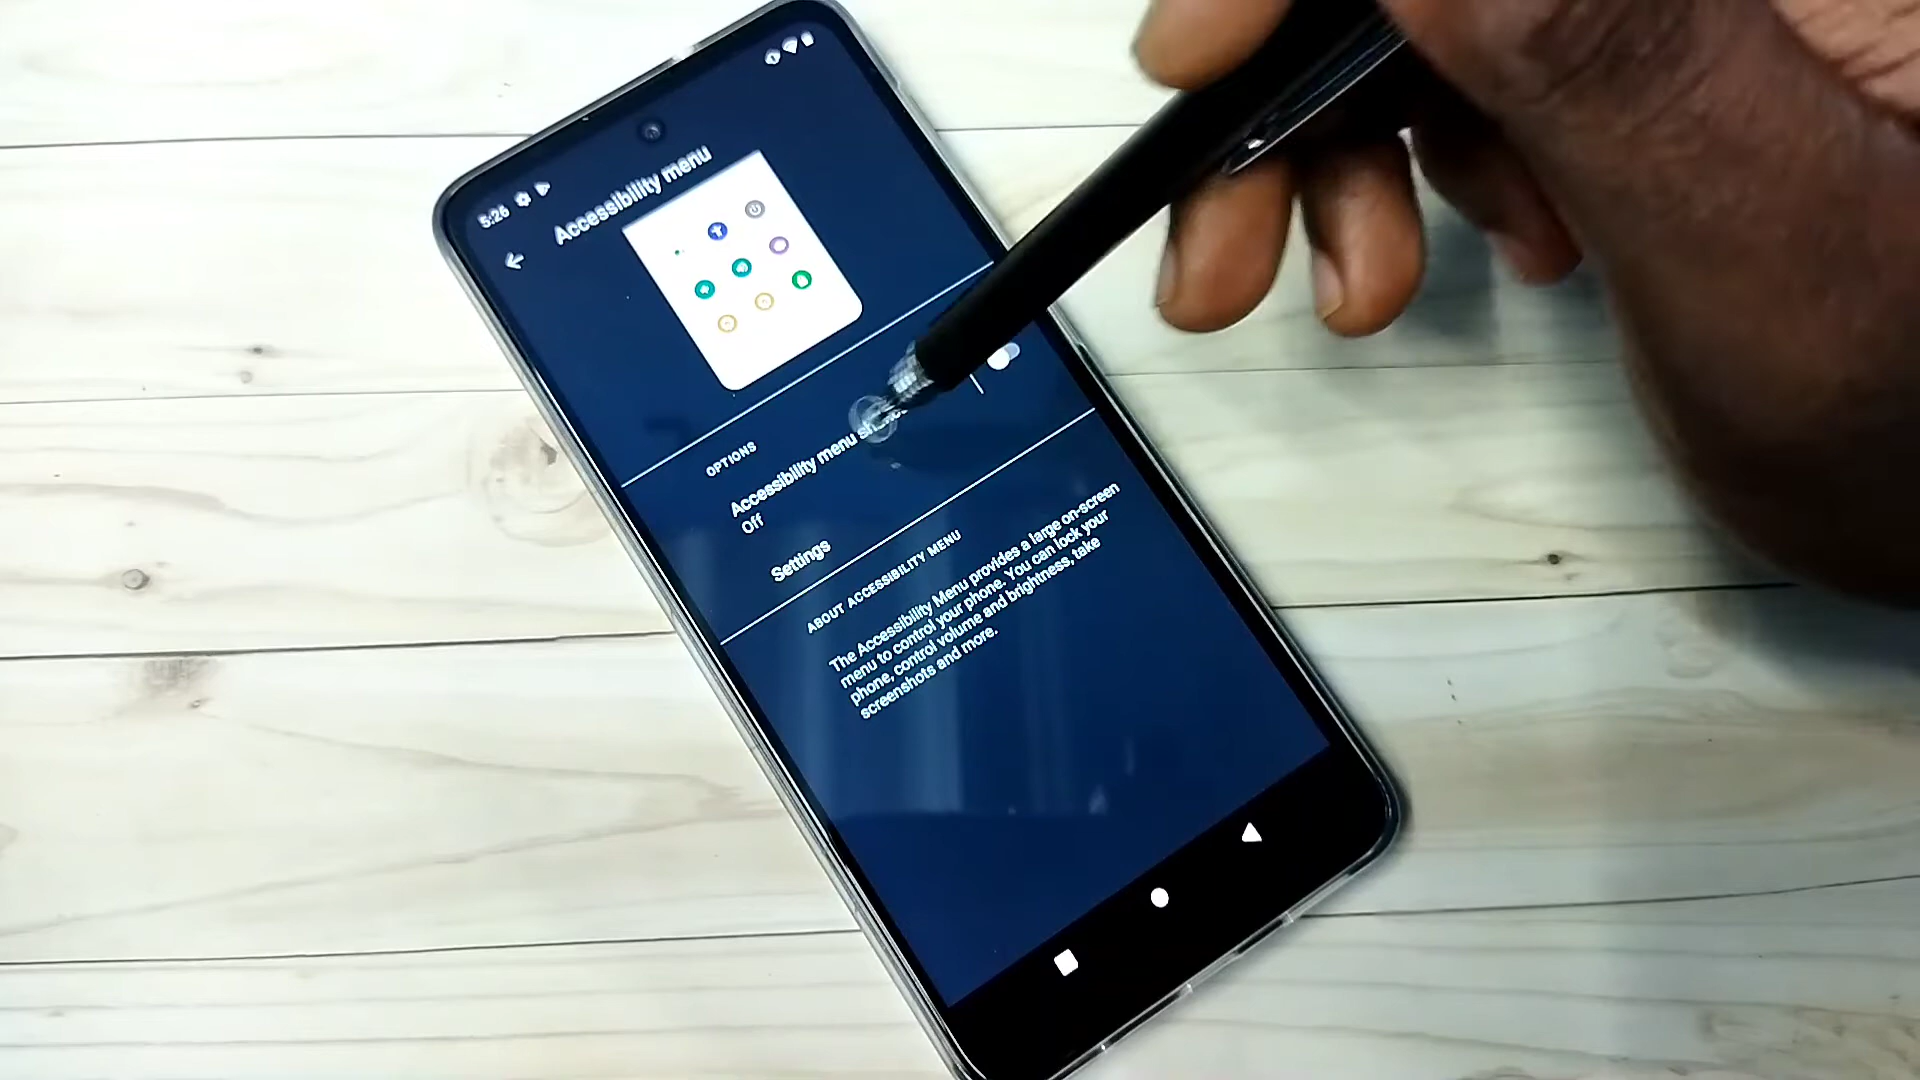 5:26
Accessibility menu
OPTIONS
Accessibility menu
Off
Settings
ABOUT ACCESSIBILITY MENU
The Accessibility Menu provides a large on-screen
menu to control your phone. You can lock your
phone, control volume and brightness, take
screenshots and more.